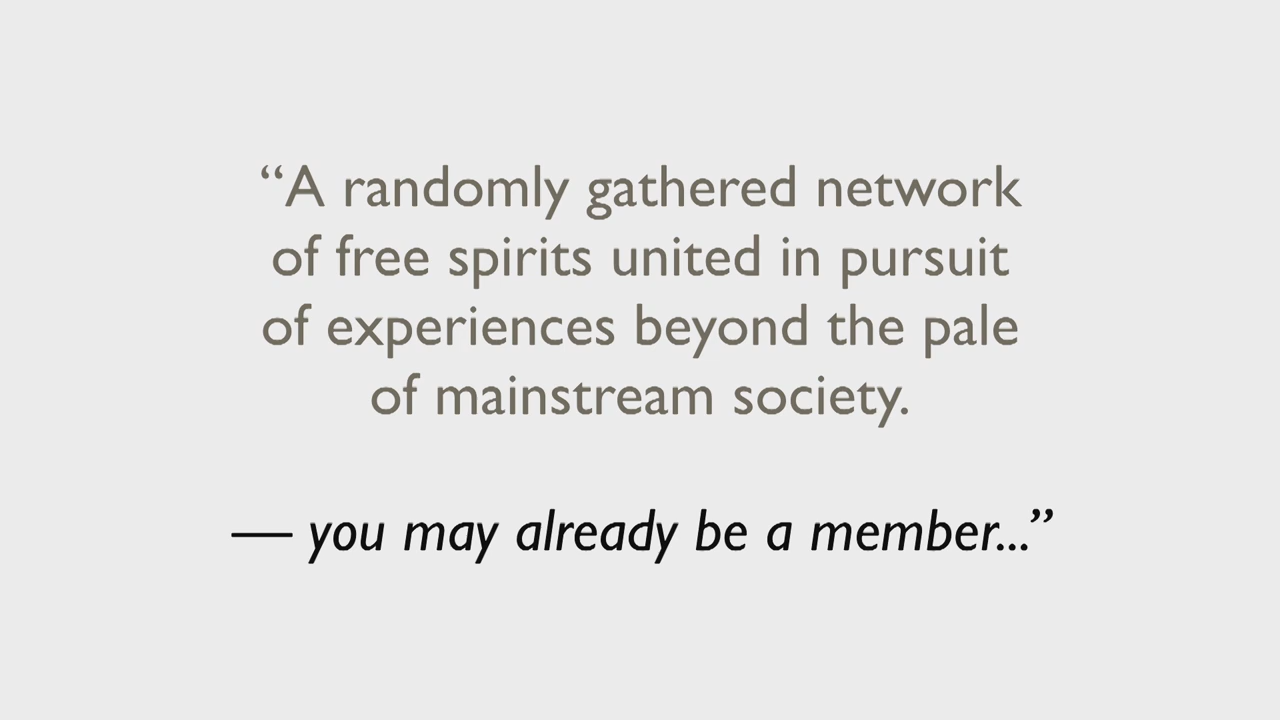 “A randomly gathered network
of free spirits united in pursuit
of experiences beyond the pale
of mainstream society.
— you may already be a member...”